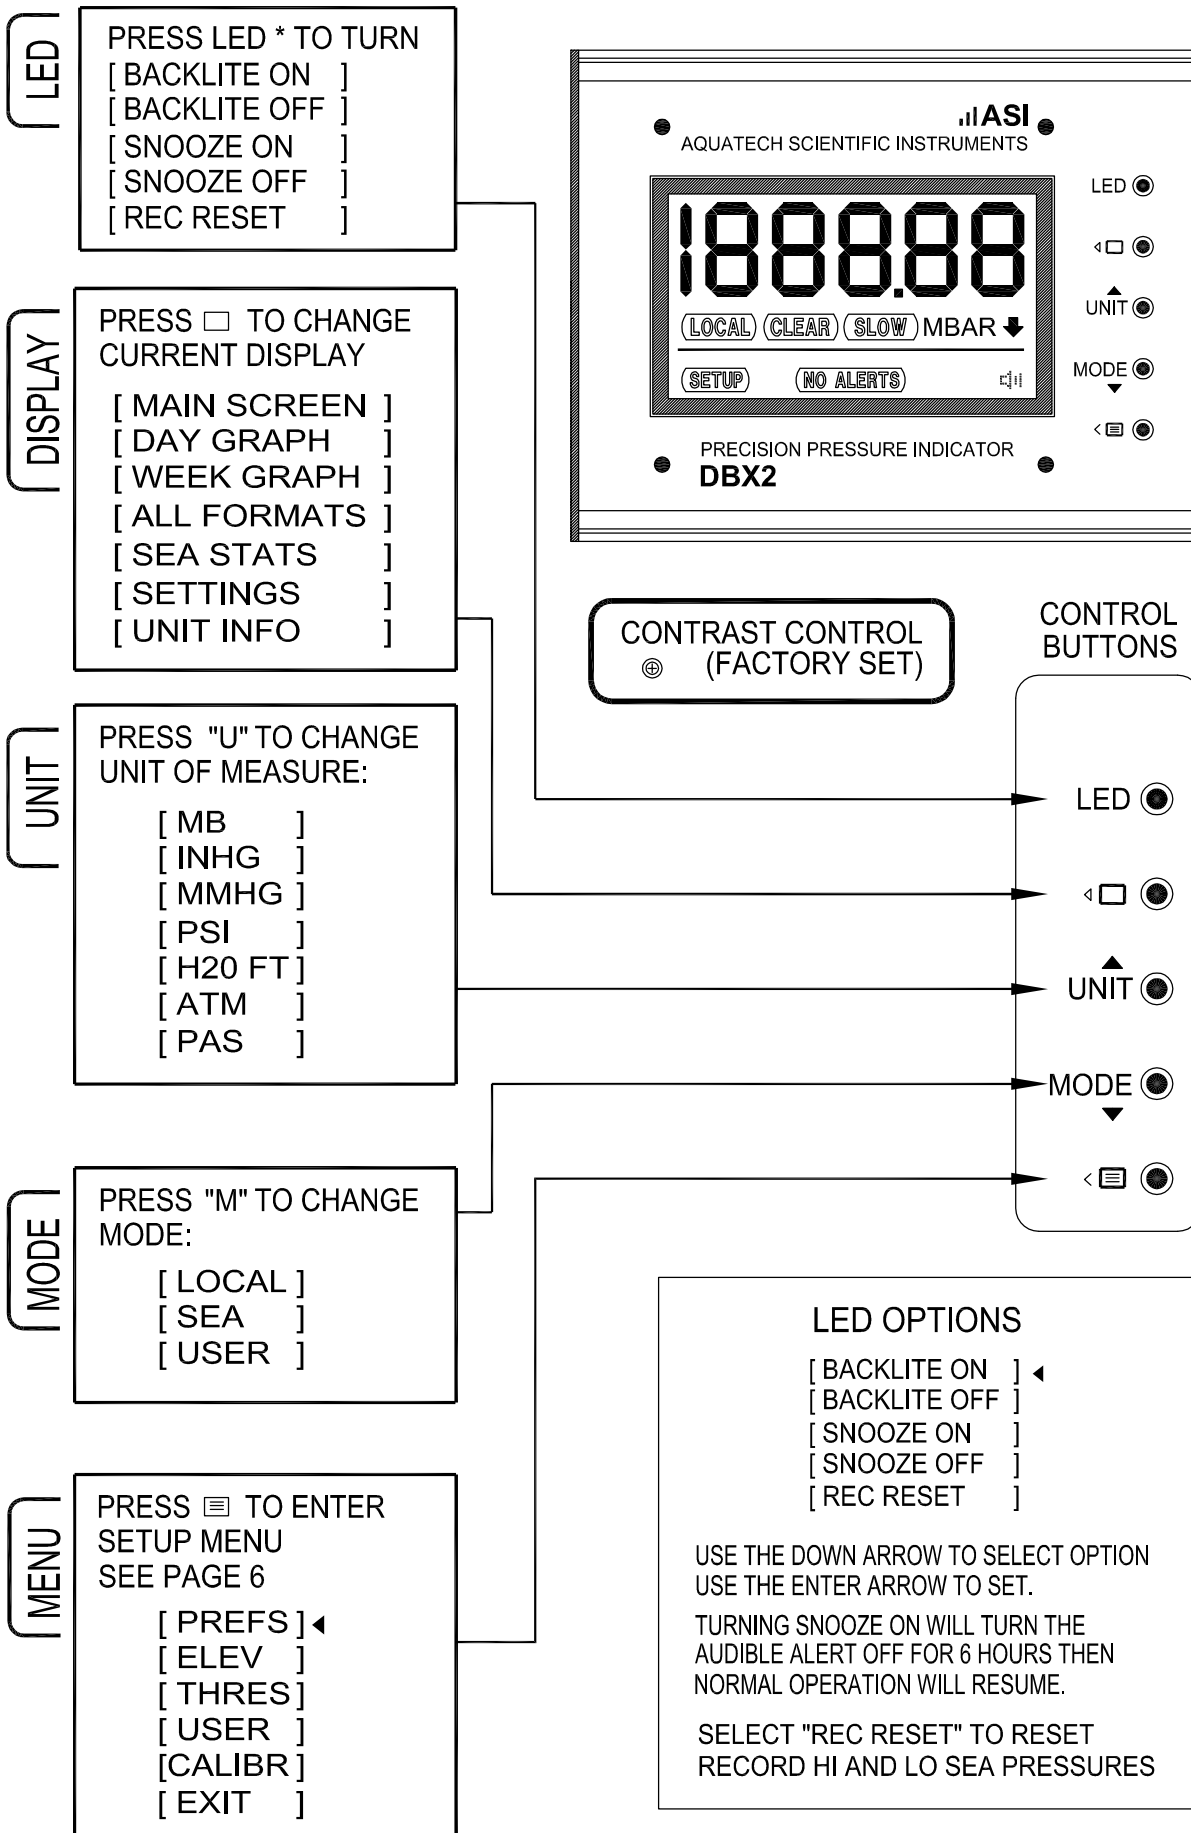 LED
PRESS LED * TO TURN
[ BACKLITE ON ]
[ BACKLITE OFF ]
[ SNOOZE ON ]
[ SNOOZE OFF ]
[ REC RESET ]
DISPLAY
PRESS TO CHANGE
CURRENT DISPLAY
[ MAIN SCREEN ]
[ DAY GRAPH ]
[ WEEK GRAPH ]
[ ALL FORMATS ]
[ SEA STATS ]
[ SETTINGS ]
[ UNIT INFO ]
UNIT
PRESS "U" TO CHANGE
UNIT OF MEASURE:
[ MB ]
[ INHG ]
[ MMHG ]
[ PSI ]
[ H20 FT ]
[ ATM ]
[ PAS ]
MODE
PRESS "M" TO CHANGE
MODE:
[ LOCAL ]
[ SEA ]
[ USER ]
MENU
PRESS TO ENTER
SETUP MENU
SEE PAGE 6
[ PREFS ]
[ ELEV ]
[ THRES ]
[ USER ]
[CALIBR ]
[ EXIT ]
ASI
AQUATECH SCIENTIFIC INSTRUMENTS
188888.88
LOCAL CLEAR SLOW MBAR
SETUP NO ALERTS
PRECISION PRESSURE INDICATOR
DBX2
LED
UNIT
MODE
CONTRAST CONTROL
(FACTORY SET)
CONTROL
BUTTONS
LED
UNIT
MODE
LED OPTIONS
[ BACKLITE ON ]
[ BACKLITE OFF ]
[ SNOOZE ON ]
[ SNOOZE OFF ]
[ REC RESET ]
USE THE DOWN ARROW TO SELECT OPTION
USE THE ENTER ARROW TO SET.
TURNING SNOOZE ON WILL TURN THE
AUDIBLE ALERT OFF FOR 6 HOURS THEN
NORMAL OPERATION WILL RESUME.
SELECT "REC RESET" TO RESET
RECORD HI AND LO SEA PRESSURES